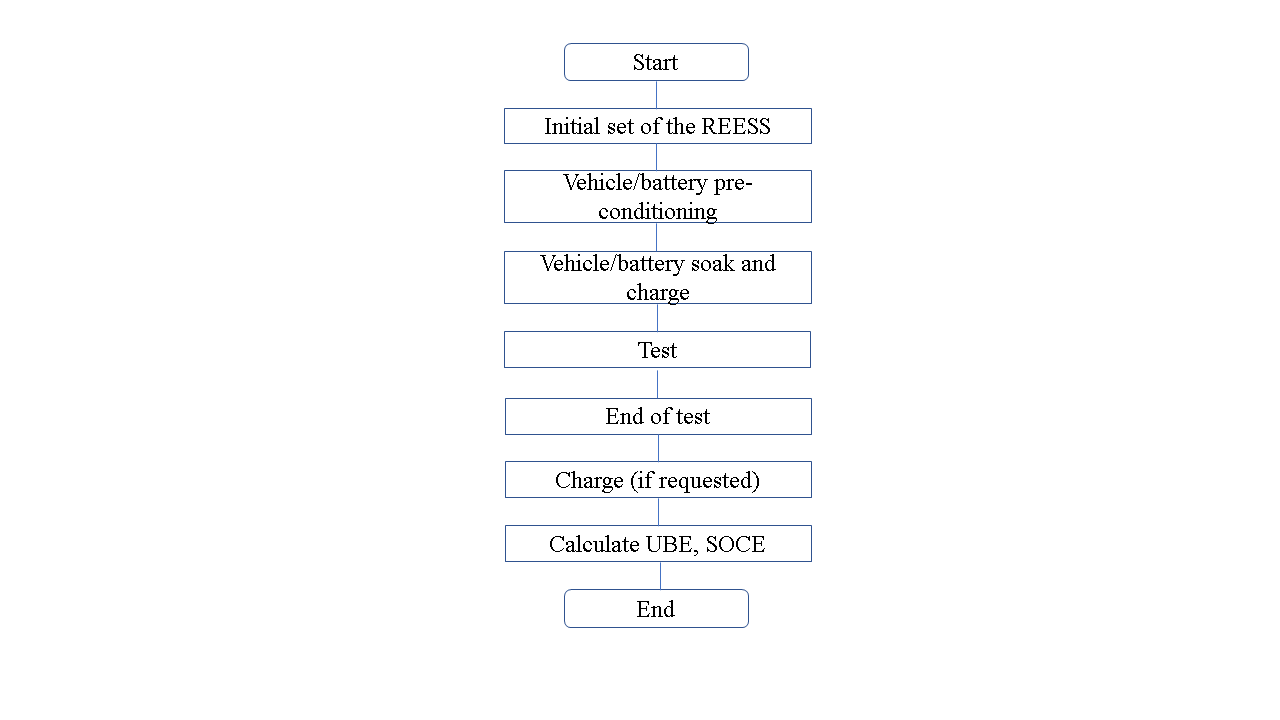 Start
Initial set of the REESS
Vehicle/battery pre-
conditioning
Vehicle/battery soak and
charge
Test
End of test
Charge (if requested)
Calculate UBE, SOCE
End